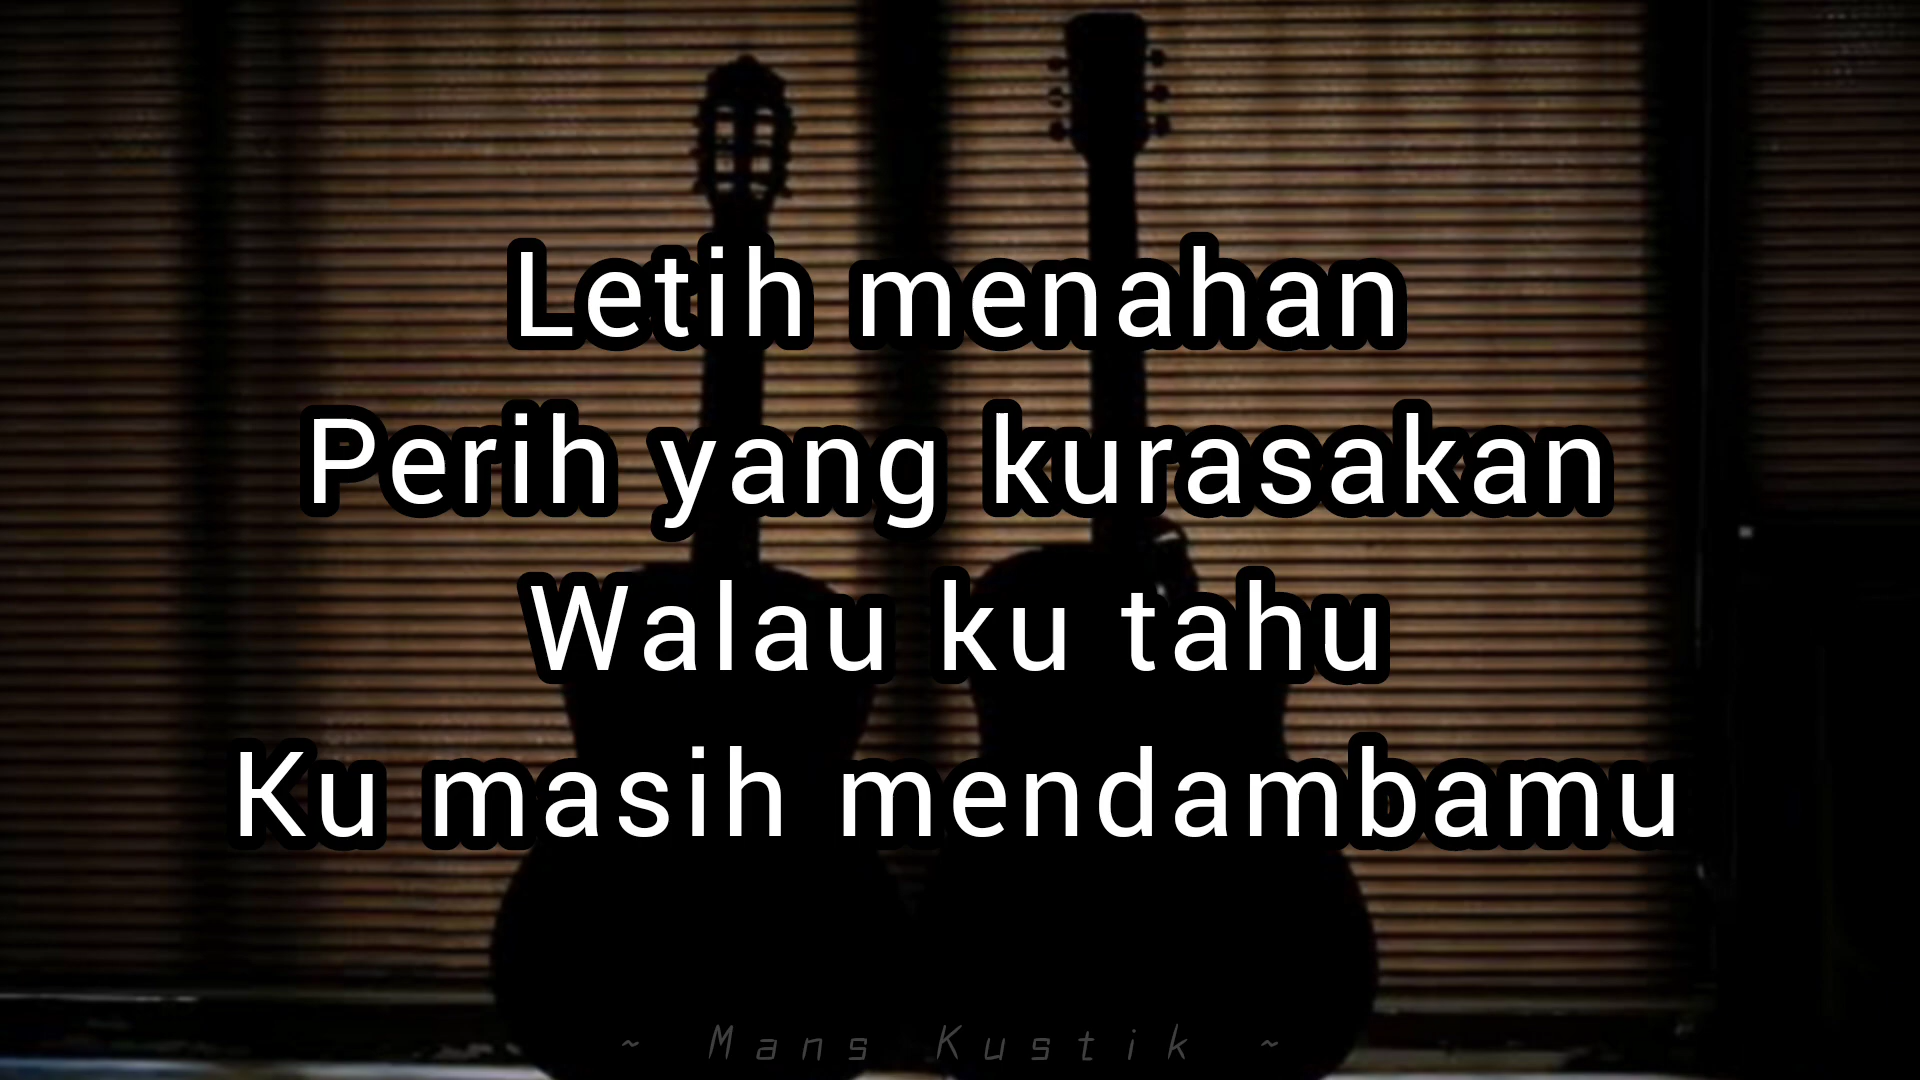 Letih menahan
Perih yang kurasakan
Walau ku tahu
Ku masih mendambamu
~ Mans Kustik ~